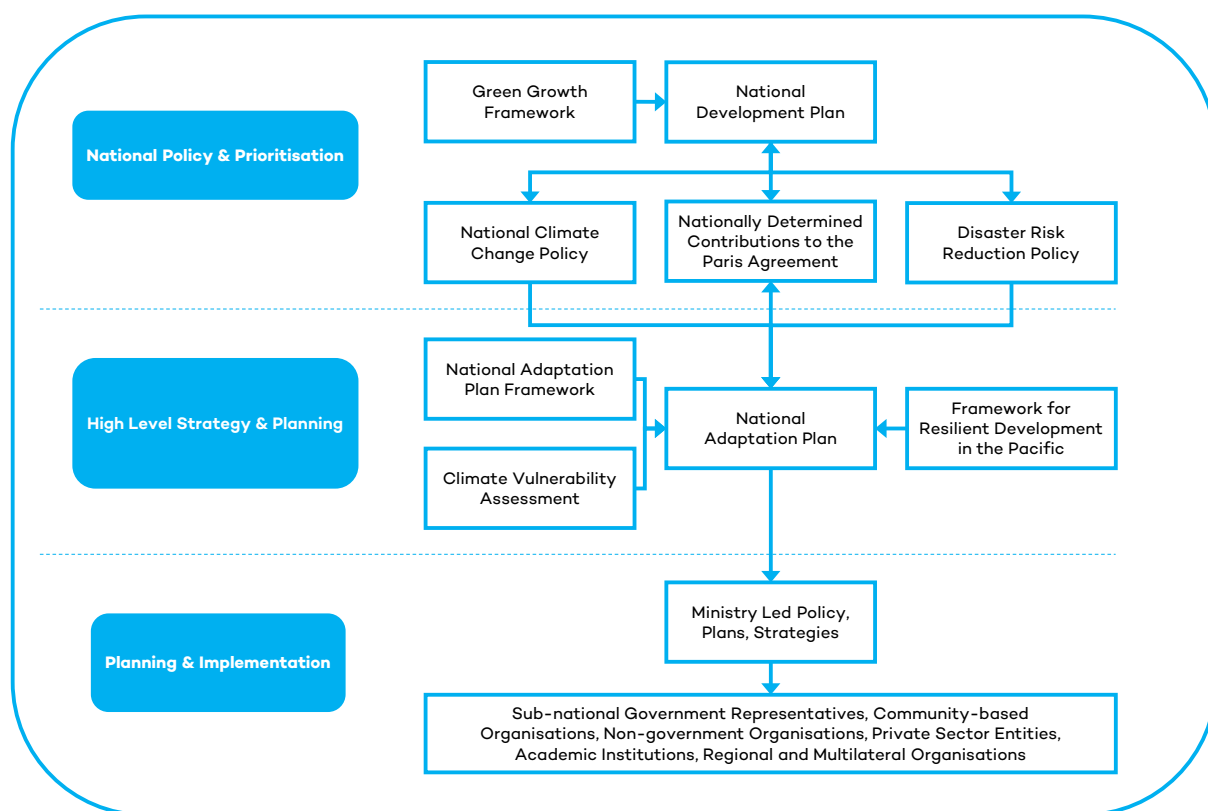 Green Growth
Framework
National
Development Plan
National Policy & Prioritisation
National Climate
Change Policy
Nationally Determined
Contributions to the
Paris Agreement
Disaster Risk
Reduction Policy
National Adaptation
Plan Framework
High Level Strategy & Planning
National
Adaptation Plan
Framework for
Resilient Development
in the Pacific
Climate Vulnerability
Assessment
Ministry Led Policy,
Plans, Strategies
Planning & Implementation
Sub-national Government Representatives, Community-based
Organisations, Non-government Organisations, Private Sector Entities,
Academic Institutions, Regional and Multilateral Organisations